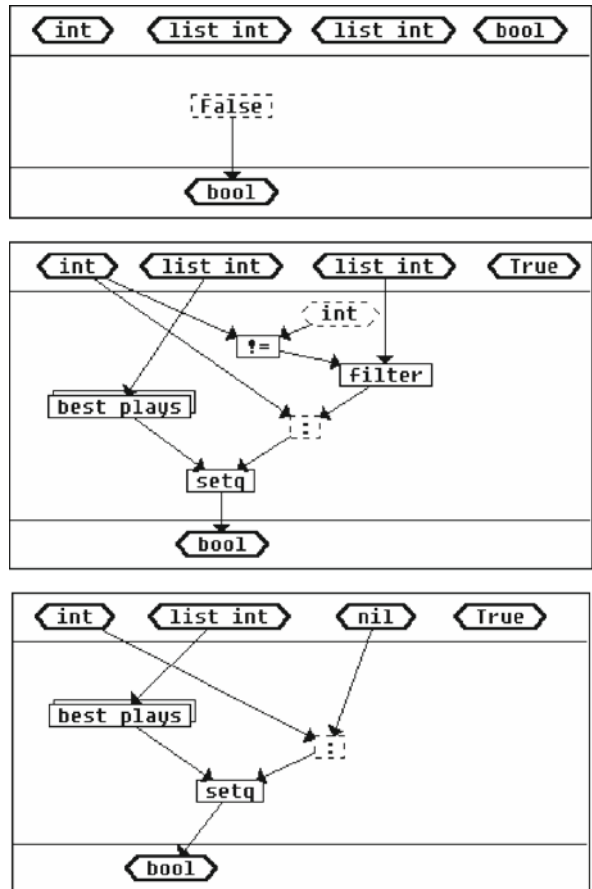 int list int list int bool
False
bool
int list int list int True
int
!=
filter
best plays
:
setq
bool
int list int nil True
best plays
:
setq
bool